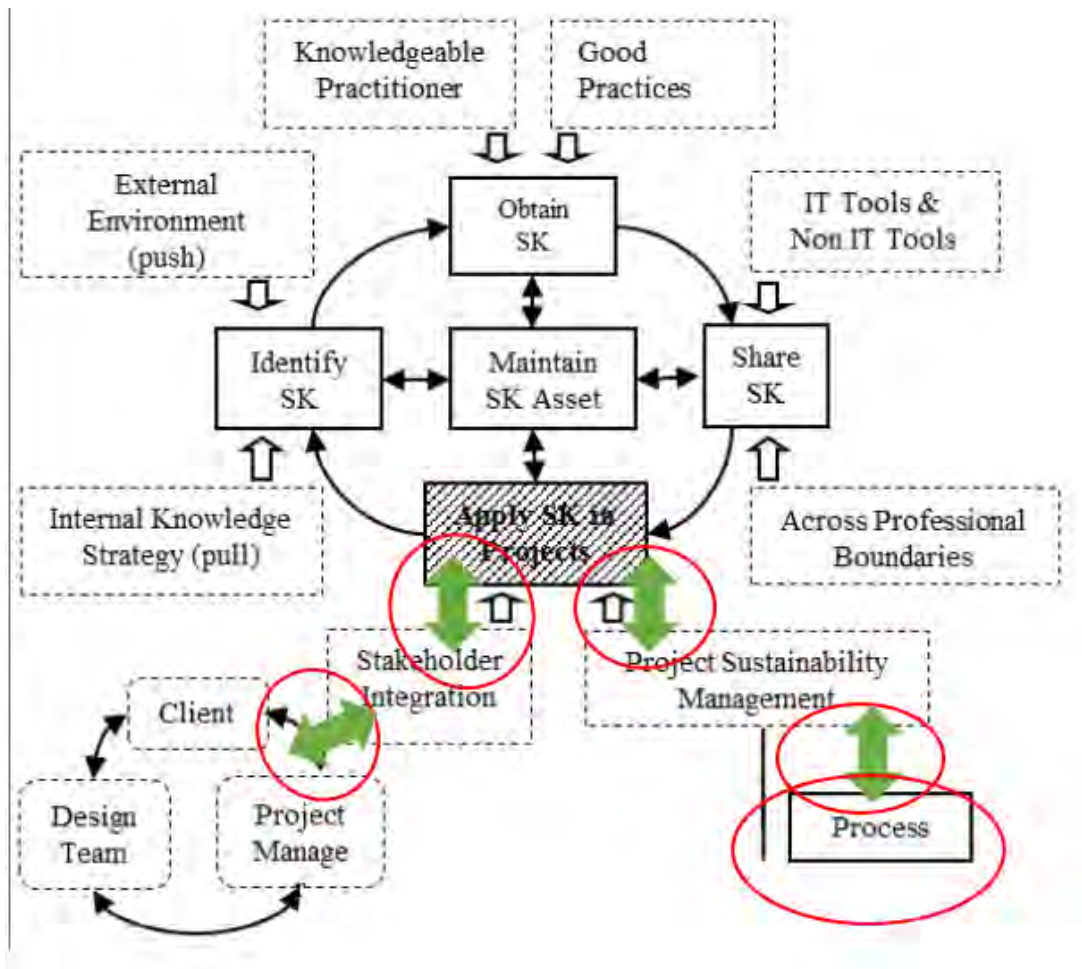 Knowledgeable
Practitioner
Good
Practices
External
Environment
(push)
Obtain
SK
IT Tools &
Non IT Tools
Identify
SK
Maintain
SK Asset
Share
SK
Internal Knowledge
Strategy (pull)
Apply SK in
Projects
Across Professional
Boundaries
Stakeholder
Integration
Project Sustainability
Management
Client
Design
Team
Project
Manage
Process